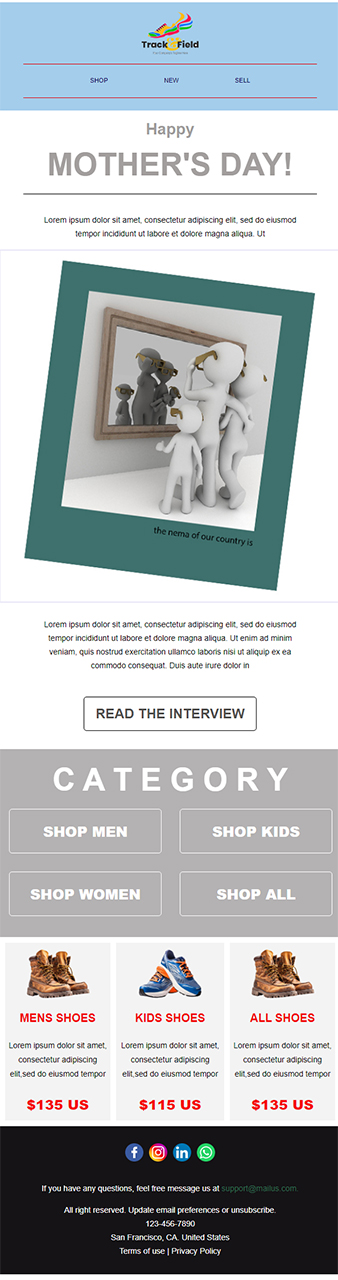 Track Field
SHOP NEW SELL
Happy
MOTHER'S DAY!
Lorem ipsum dolor sit amet, consectetur adipiscing elit, sed do eiusmod
tempor incididunt ut labore et dolore magna aliqua. Ut
the nema of our country is
Lorem ipsum dolor sit amet, consectetur adipiscing elit, sed do eiusmod
tempor incididunt ut labore et dolore magna aliqua. Ut enim ad minim
veniam, quis nostrud exercitation ullamco laboris nisi ut aliquip ex ea
commodo consequat. Duis aute irure dolor in
READ THE INTERVIEW
CATEGORY
SHOP MEN
SHOP KIDS
SHOP WOMEN
SHOP ALL
MENS SHOES
Lorem ipsum dolor sit amet,
consectetur adipiscing
elit,sed do eiusmod tempor
$135 US
KIDS SHOES
Lorem ipsum dolor sit amet,
consectetur adipiscing
elit,sed do eiusmod tempor
$115 US
ALL SHOES
Lorem ipsum dolor sit amet,
consectetur adipiscing
elit,sed do eiusmod tempor
$135 US
If you have any questions, feel free message us at support@mailus.com.
All right reserved. Update email preferences or unsubscribe.
123-456-7890
San Francisco, CA. United States
Terms of use | Privacy Policy